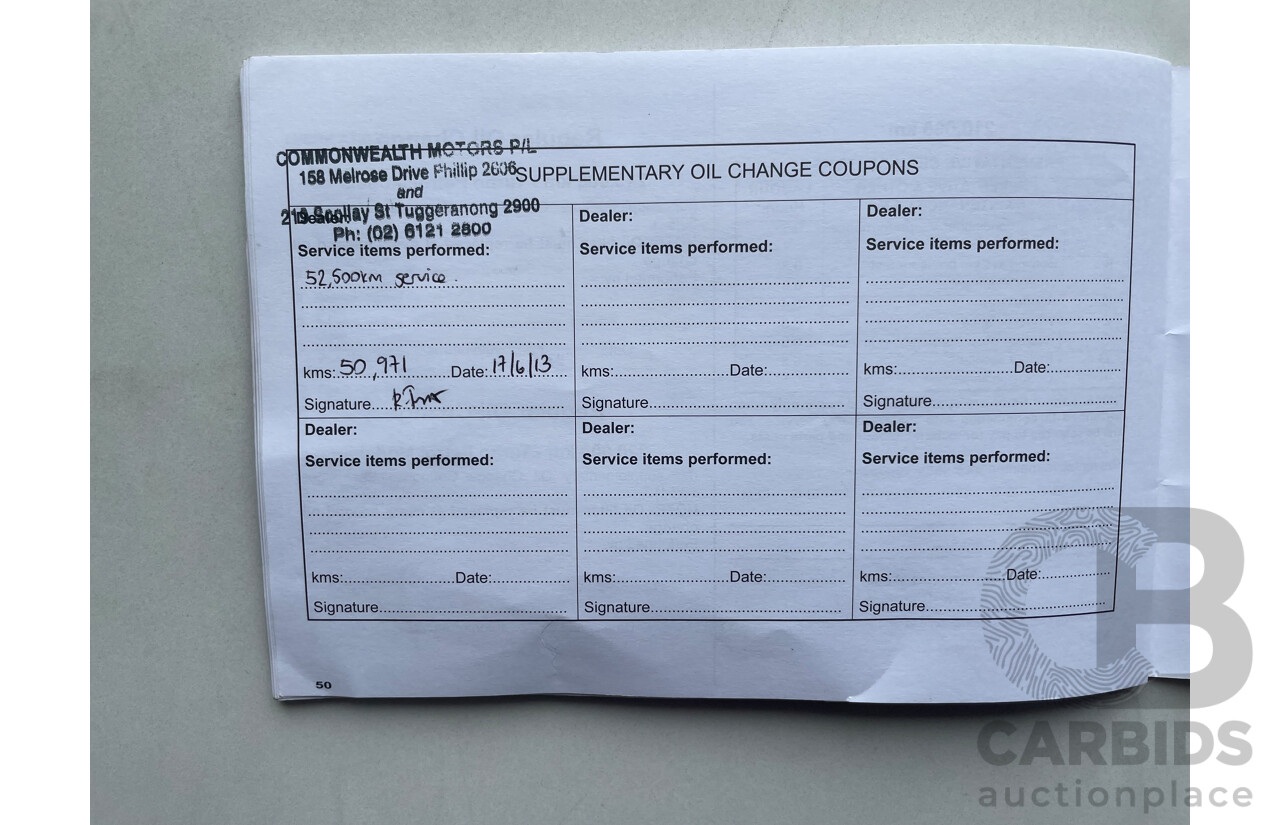 COMMONWEALTH MOTORS P/L
158 Melrose Drive Phillip 2606
and
St Tuggeranong 2900
Ph: (02) 6121 2800
SUPPLEMENTARY OIL CHANGE COUPONS
Dealer:
Service items performed:
52,500km service.
kms: 50,971 Date: 17/6/13
Signature
Dealer:
Service items performed:
kms: Date:
Signature
Dealer:
Service items performed:
kms: Date:
Signature
Dealer:
Service items performed:
kms: Date:
Signature
Dealer:
Service items performed:
kms: Date:
Signature
Dealer:
Service items performed:
kms: Date:
Signature
50
CB
CARBIDS
auctionplace